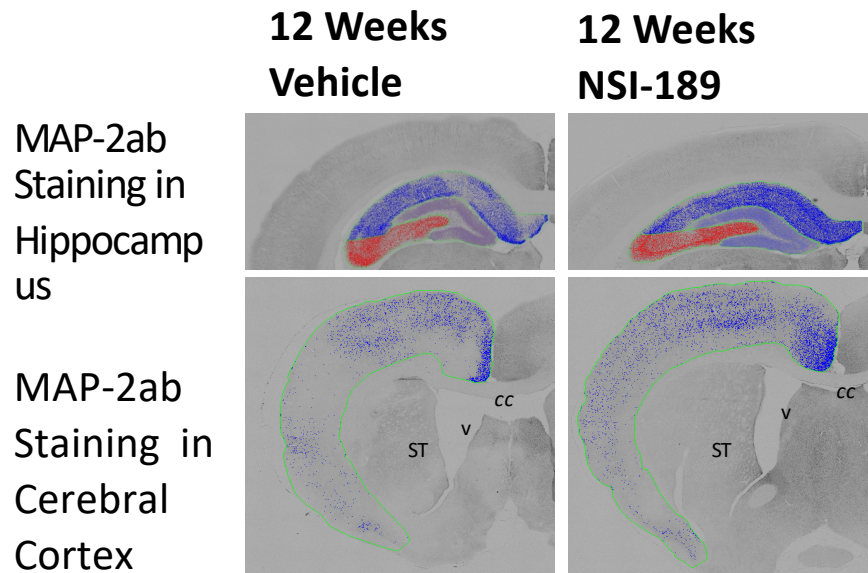 12 Weeks
Vehicle
12 Weeks
NSI-189
MAP-2ab
Staining in
Hippocamp
us
MAP-2ab
Staining in
Cerebral
Cortex
cc
v
ST
cc
v
ST